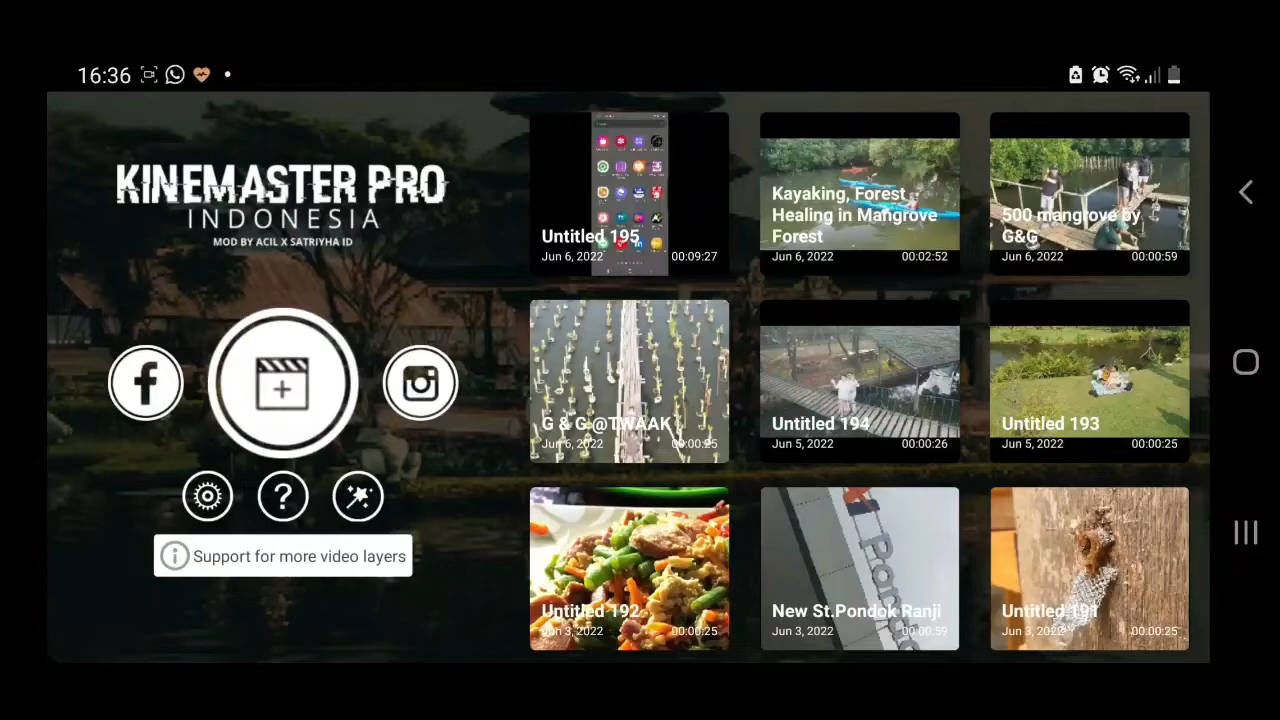 16:36
KINEMASTER PRO
INDONESIA
MOD BY ACIL X SATRIYHA ID
Support for more video layers
Untitled 195
Jun 6, 2022 00:09:27
Kayaking, Forest
Healing in Mangrove
Forest
Jun 6, 2022 00:02:52
500 mangrove by
G&G
Jun 6, 2022 00:00:59
G & G @TWAAK
Jun 6, 2022 00:00:25
Untitled 194
Jun 5, 2022 00:00:26
Untitled 193
Jun 5, 2022 00:00:25
Untitled 192
Jun 3, 2022 00:00:25
New St.Pondok Ranji
Jun 3, 2022 00:00:59
Untitled 191
Jun 3, 2022 00:00:25